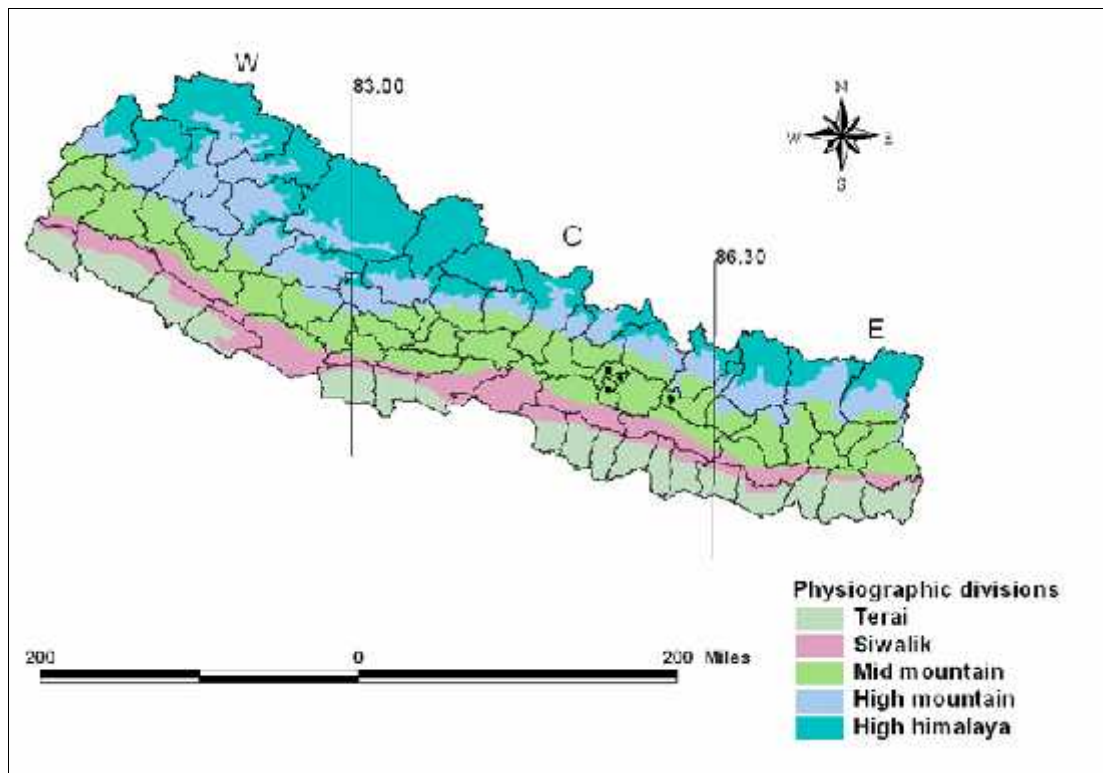 W
83.00
N
W E
S
C
86.30
E
Physiographic divisions
Terai
Siwalik
Mid mountain
High mountain
High himalaya
200 0 200 Miles